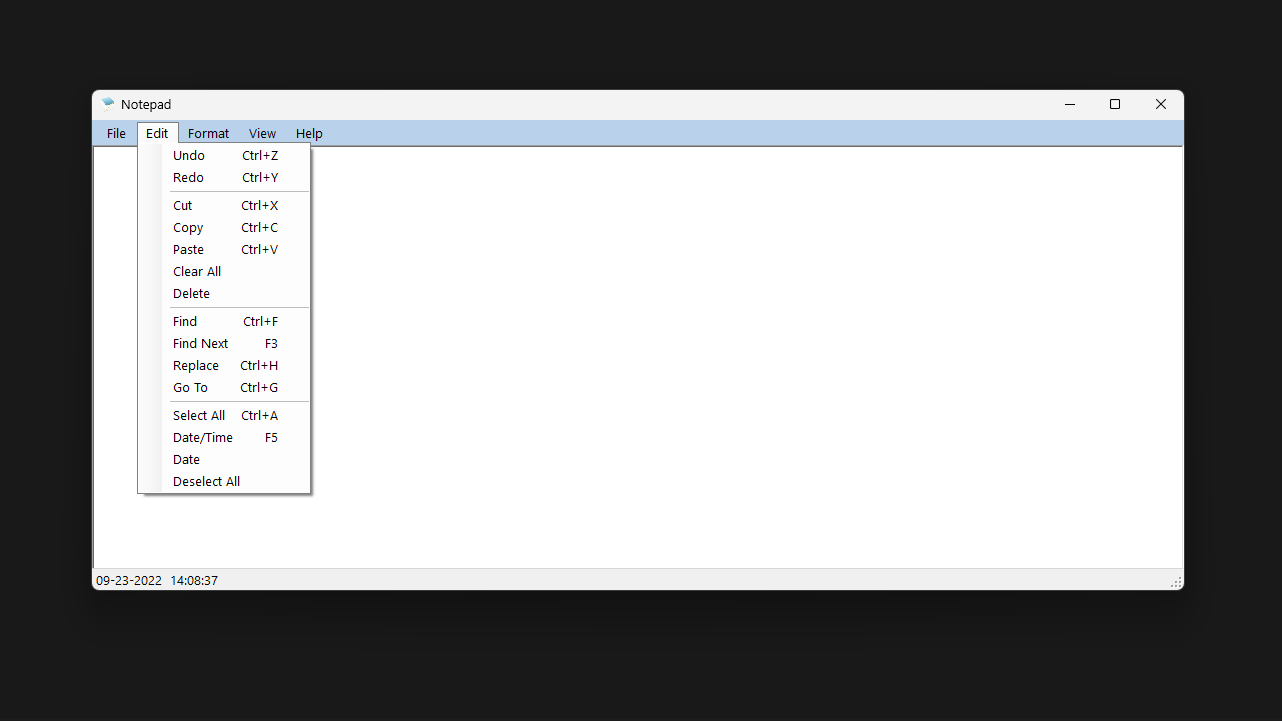 Notepad
File Edit Format View Help
Undo Ctrl+Z
Redo Ctrl+Y
Cut Ctrl+X
Copy Ctrl+C
Paste Ctrl+V
Clear All
Delete
Find Ctrl+F
Find Next F3
Replace Ctrl+H
Go To Ctrl+G
Select All Ctrl+A
Date/Time F5
Date
Deselect All
09-23-2022 14:08:37